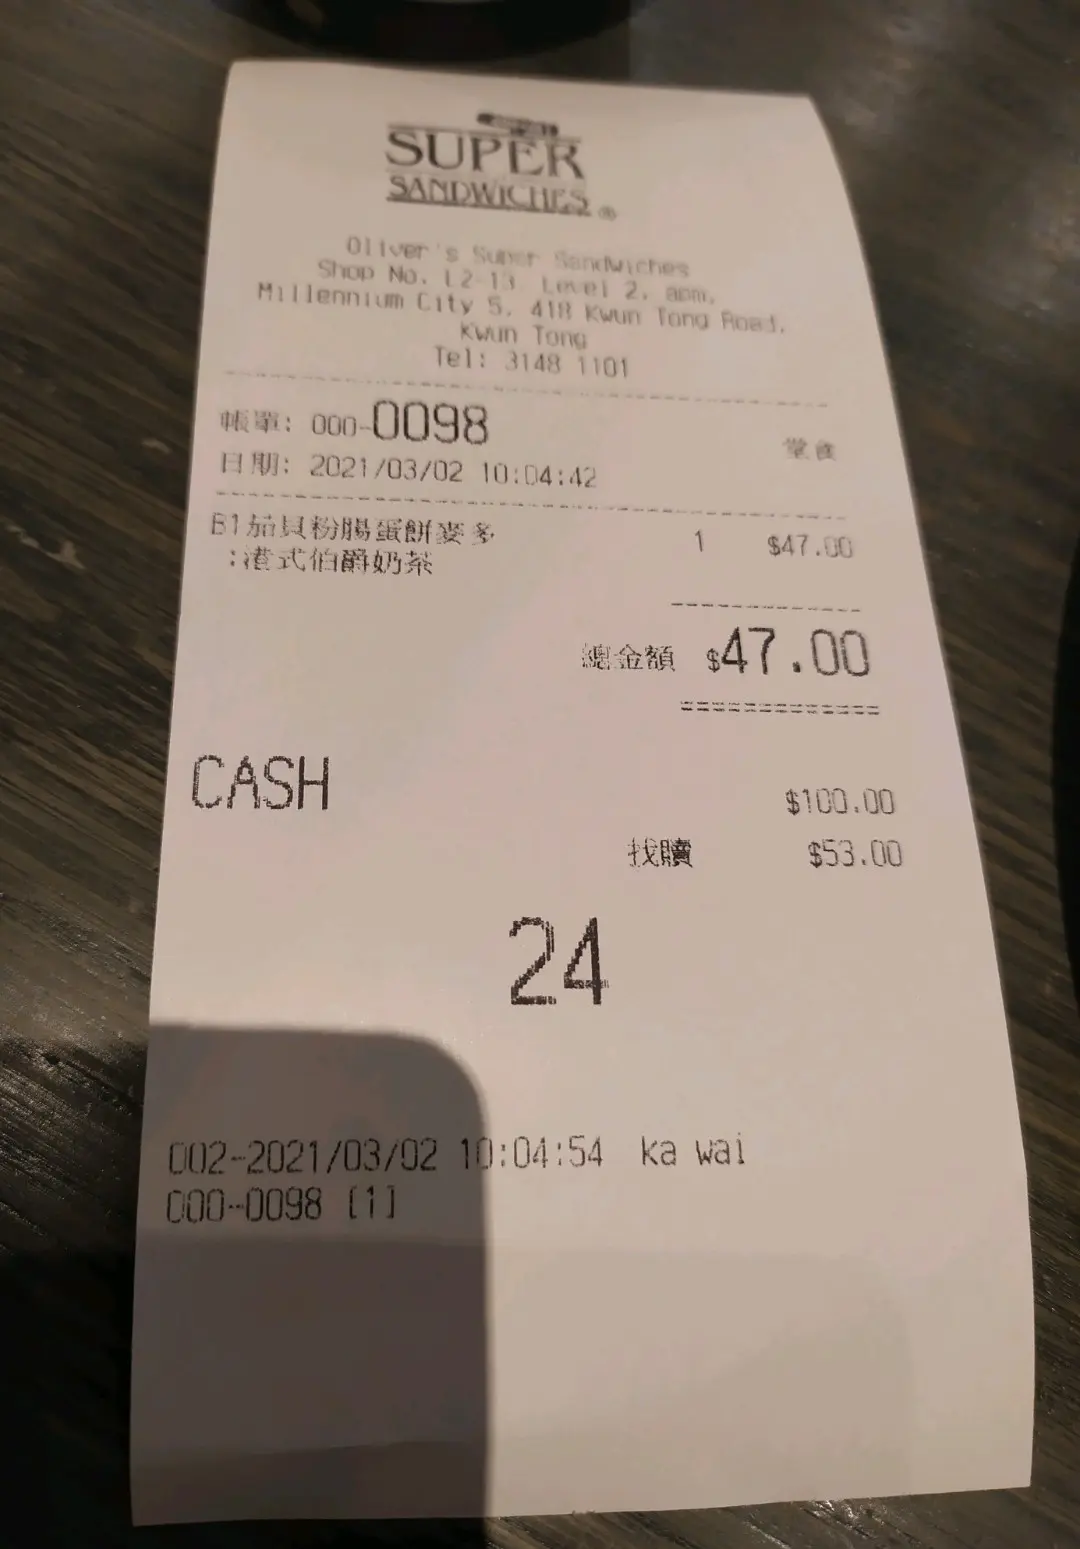 SUPER
SANDWICHES ®
Oliver's Super Sandwiches
Shop No. L2-13, Level 2, apm,
Millennium City 5, 418 Kwun Tong Road,
Kwun Tong
Tel: 3148 1101
帳單: 000-0098 堂食
日期: 2021/03/02 10:04:42
B1茄貝粉腸蛋餅麥多 1 $47.00
:港式伯爵奶茶
總金額 $47.00
CASH $100.00
找贖 $53.00
24
002-2021/03/02 10:04:54 ka wai
000-0098 [1]